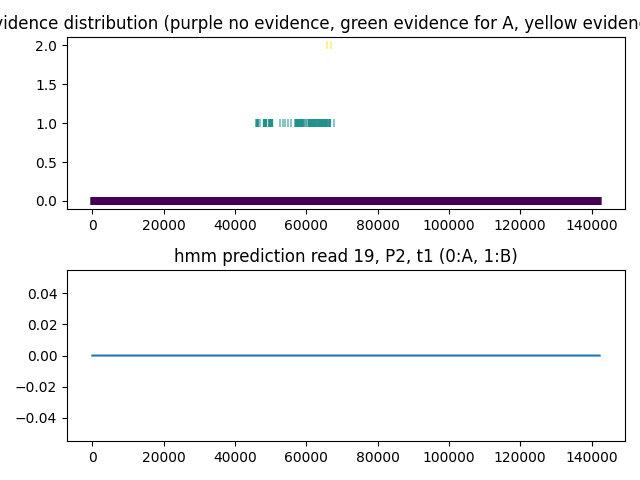 vidence distribution (purple no evidence, green evidence for A, yellow eviden
2.0
1.5
1.0
0.5
0.0
0 20000 40000 60000 80000 100000 120000 140000
hmm prediction read 19, P2, t1 (0:A, 1:B)
0.04
0.02
0.00
−0.02
−0.04
0 20000 40000 60000 80000 100000 120000 140000